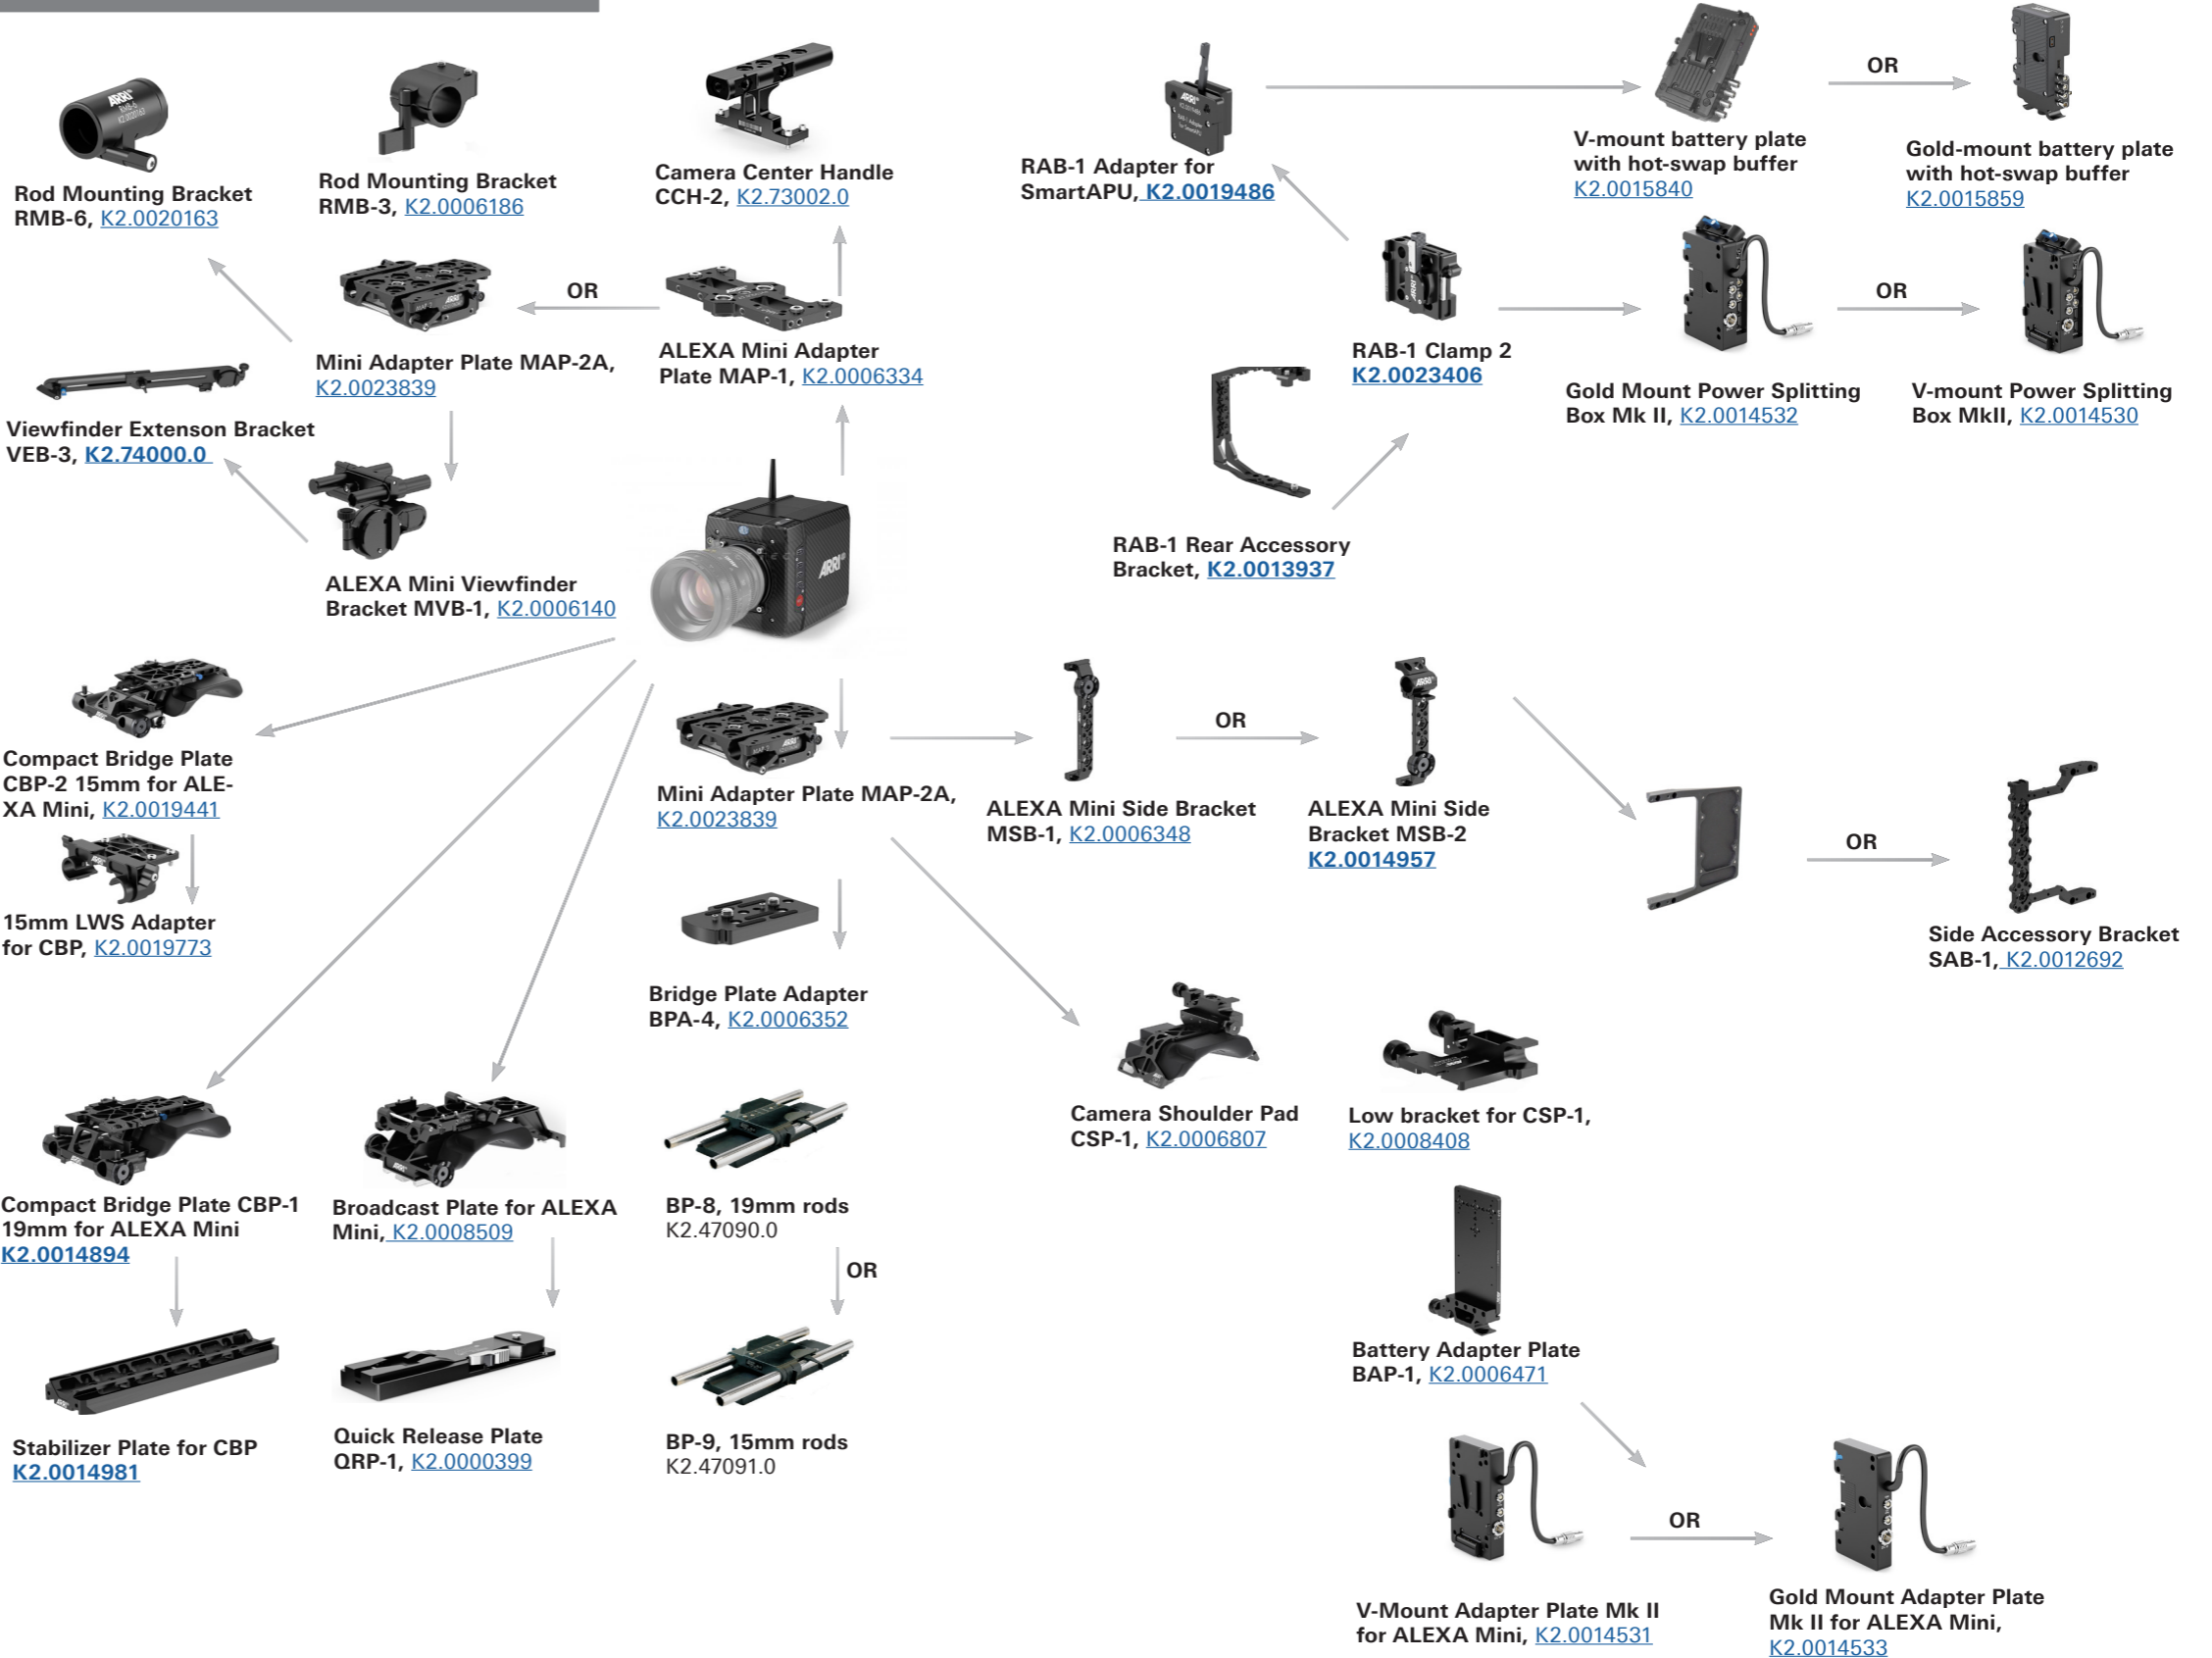 Rod Mounting Bracket
RMB-6, K2.0020163
Rod Mounting Bracket
RMB-3, K2.0006186
Camera Center Handle
CCH-2, K2.73002.0
RAB-1 Adapter for
SmartAPU, K2.0019486
V-mount battery plate
with hot-swap buffer
K2.0015840
OR
Gold-mount battery plate
with hot-swap buffer
K2.0015859
Mini Adapter Plate MAP-2A,
K2.0023839
OR
ALEXA Mini Adapter
Plate MAP-1, K2.0006334
RAB-1 Clamp 2
K2.0023406
Gold Mount Power Splitting
Box Mk II, K2.0014532
OR
V-mount Power Splitting
Box MkII, K2.0014530
Viewfinder Extenson Bracket
VEB-3, K2.74000.0
ALEXA Mini Viewfinder
Bracket MVB-1, K2.0006140
ARRI
RAB-1 Rear Accessory
Bracket, K2.0013937
Compact Bridge Plate
CBP-2 15mm for ALE-
XA Mini, K2.0019441
15mm LWS Adapter
for CBP, K2.0019773
Mini Adapter Plate MAP-2A,
K2.0023839
ALEXA Mini Side Bracket
MSB-1, K2.0006348
OR
ALEXA Mini Side
Bracket MSB-2
K2.0014957
OR
Side Accessory Bracket
SAB-1, K2.0012692
Bridge Plate Adapter
BPA-4, K2.0006352
Camera Shoulder Pad
CSP-1, K2.0006807
Low bracket for CSP-1,
K2.0008408
Compact Bridge Plate CBP-1
19mm for ALEXA Mini
K2.0014894
Broadcast Plate for ALEXA
Mini, K2.0008509
BP-8, 19mm rods
K2.47090.0
OR
Stabilizer Plate for CBP
K2.0014981
Quick Release Plate
QRP-1, K2.0000399
BP-9, 15mm rods
K2.47091.0
Battery Adapter Plate
BAP-1, K2.0006471
OR
V-Mount Adapter Plate Mk II
for ALEXA Mini, K2.0014531
Gold Mount Adapter Plate
Mk II for ALEXA Mini,
K2.0014533